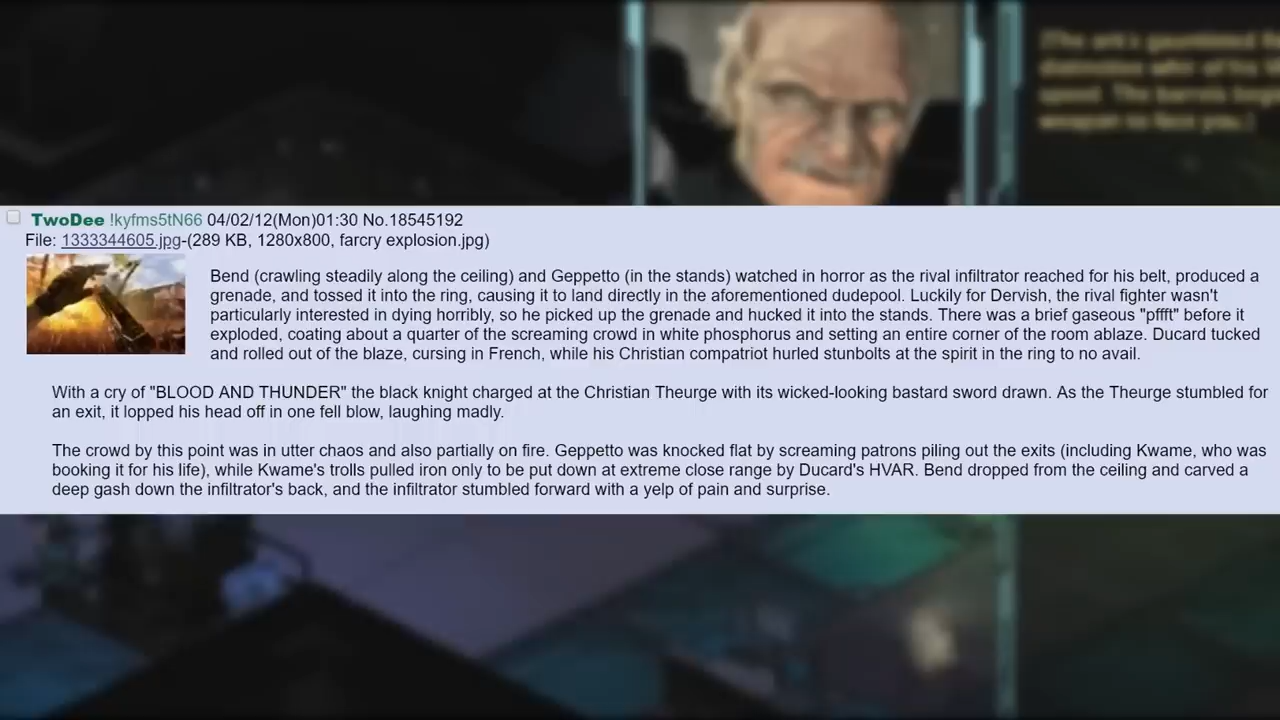 TwoDee !kyfms5tN66 04/02/12(Mon)01:30 No.18545192
File: 1333344605.jpg-(289 KB, 1280x800, farcry explosion.jpg)
Bend (crawling steadily along the ceiling) and Geppetto (in the stands) watched in horror as the rival infiltrator reached for his belt, produced a
grenade, and tossed it into the ring, causing it to land directly in the aforementioned dudepool. Luckily for Dervish, the rival fighter wasn't
particularly interested in dying horribly, so he picked up the grenade and hucked it into the stands. There was a brief gaseous "pffft" before it
exploded, coating about a quarter of the screaming crowd in white phosphorus and setting an entire corner of the room ablaze. Ducard tucked
and rolled out of the blaze, cursing in French, while his Christian compatriot hurled stunbolts at the spirit in the ring to no avail.
With a cry of "BLOOD AND THUNDER" the black knight charged at the Christian Theurge with its wicked-looking bastard sword drawn. As the Theurge stumbled for
an exit, it lopped his head off in one fell blow, laughing madly.
The crowd by this point was in utter chaos and also partially on fire. Geppetto was knocked flat by screaming patrons piling out the exits (including Kwame, who was
booking it for his life), while Kwame's trolls pulled iron only to be put down at extreme close range by Ducard's HVAR. Bend dropped from the ceiling and carved a
deep gash down the infiltrator's back, and the infiltrator stumbled forward with a yelp of pain and surprise.